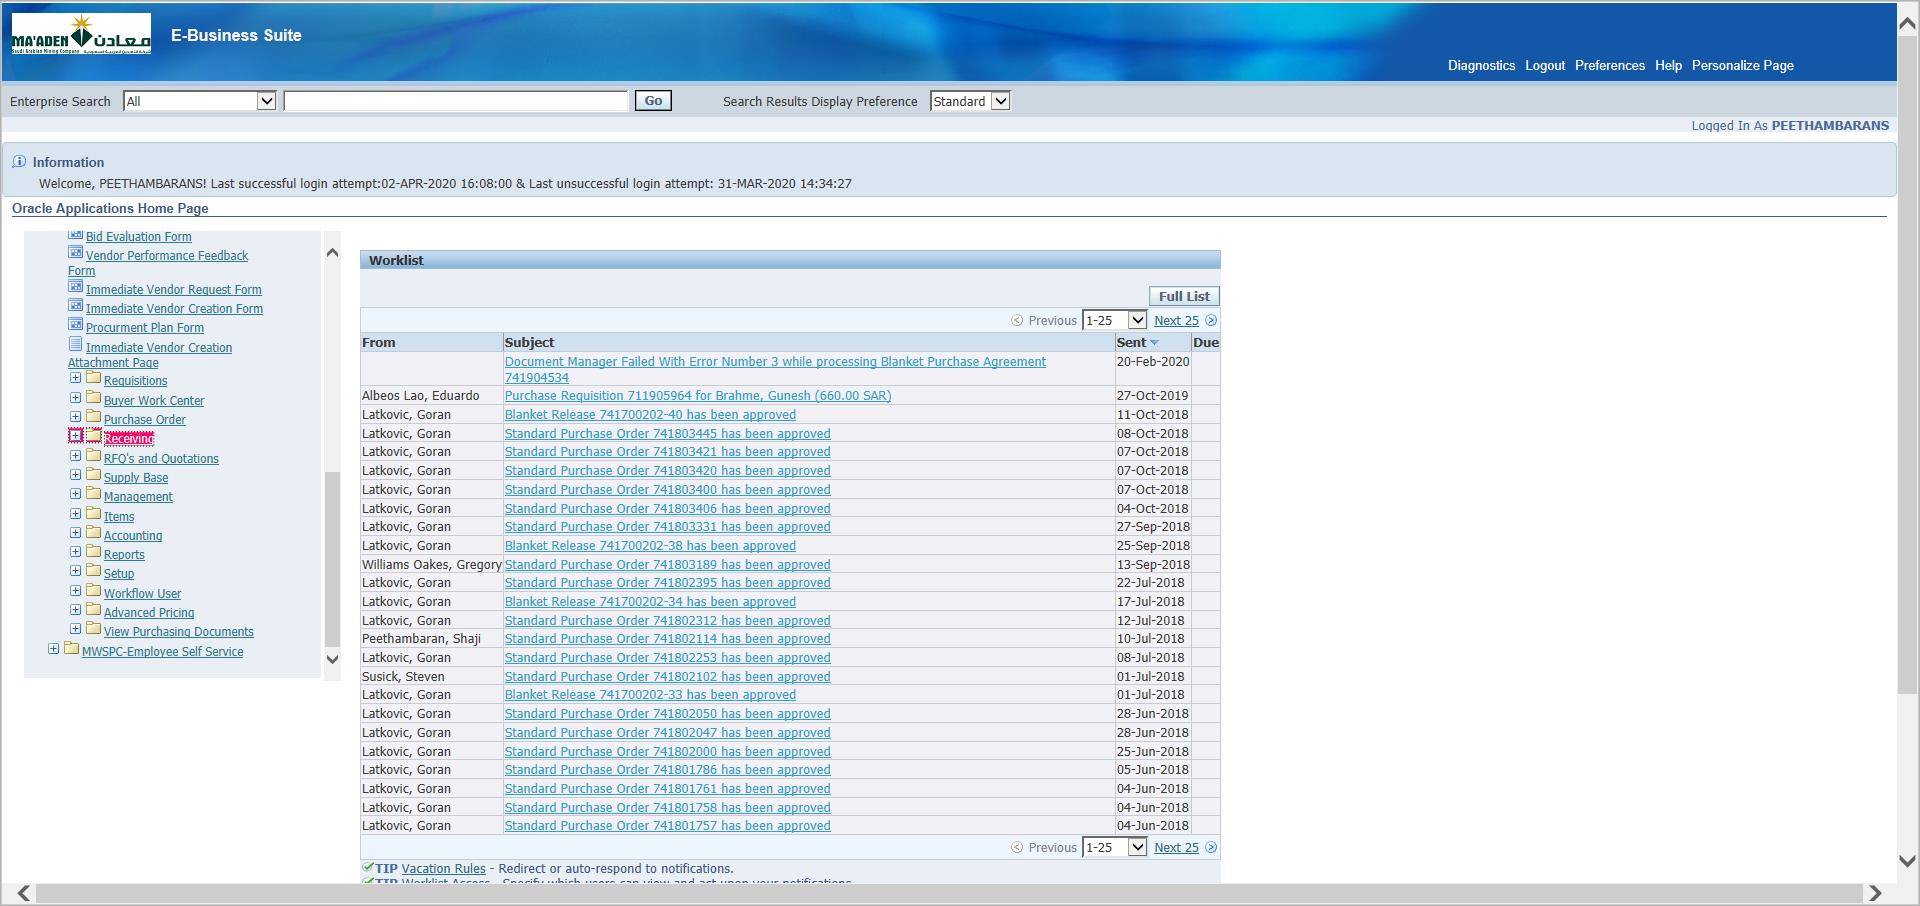 MA'ADEN معادن
Saudi Arabian Mining Company
E-Business Suite
Diagnostics Logout Preferences Help Personalize Page
Enterprise Search All Go Search Results Display Preference Standard
Logged In As PEETHAMBARANS
Information
Welcome, PEETHAMBARANS! Last successful login attempt:02-APR-2020 16:08:00 & Last unsuccessful login attempt: 31-MAR-2020 14:34:27
Oracle Applications Home Page
Bid Evaluation Form
Vendor Performance Feedback
Form
Immediate Vendor Request Form
Immediate Vendor Creation Form
Procurment Plan Form
Immediate Vendor Creation
Attachment Page
Requisitions
Buyer Work Center
Purchase Order
Receiving
RFQ's and Quotations
Supply Base
Management
Items
Accounting
Reports
Setup
Workflow User
Advanced Pricing
View Purchasing Documents
MWSPC-Employee Self Service
Worklist
Full List
Previous 1-25 Next 25
From Subject Sent Due
Document Manager Failed With Error Number 3 while processing Blanket Purchase Agreement 20-Feb-2020
741904534
Albeos Lao, Eduardo Purchase Requisition 711905964 for Brahme, Gunesh (660.00 SAR) 27-Oct-2019
Latkovic, Goran Blanket Release 741700202-40 has been approved 11-Oct-2018
Latkovic, Goran Standard Purchase Order 741803445 has been approved 08-Oct-2018
Latkovic, Goran Standard Purchase Order 741803421 has been approved 07-Oct-2018
Latkovic, Goran Standard Purchase Order 741803420 has been approved 07-Oct-2018
Latkovic, Goran Standard Purchase Order 741803400 has been approved 07-Oct-2018
Latkovic, Goran Standard Purchase Order 741803406 has been approved 04-Oct-2018
Latkovic, Goran Standard Purchase Order 741803331 has been approved 27-Sep-2018
Latkovic, Goran Blanket Release 741700202-38 has been approved 25-Sep-2018
Williams Oakes, Gregory Standard Purchase Order 741803189 has been approved 13-Sep-2018
Latkovic, Goran Standard Purchase Order 741802395 has been approved 22-Jul-2018
Latkovic, Goran Blanket Release 741700202-34 has been approved 17-Jul-2018
Latkovic, Goran Standard Purchase Order 741802312 has been approved 12-Jul-2018
Peethambaran, Shaji Standard Purchase Order 741802114 has been approved 10-Jul-2018
Latkovic, Goran Standard Purchase Order 741802253 has been approved 08-Jul-2018
Susick, Steven Standard Purchase Order 741802102 has been approved 01-Jul-2018
Latkovic, Goran Blanket Release 741700202-33 has been approved 01-Jul-2018
Latkovic, Goran Standard Purchase Order 741802050 has been approved 28-Jun-2018
Latkovic, Goran Standard Purchase Order 741802047 has been approved 28-Jun-2018
Latkovic, Goran Standard Purchase Order 741802000 has been approved 25-Jun-2018
Latkovic, Goran Standard Purchase Order 741801786 has been approved 05-Jun-2018
Latkovic, Goran Standard Purchase Order 741801761 has been approved 04-Jun-2018
Latkovic, Goran Standard Purchase Order 741801758 has been approved 04-Jun-2018
Latkovic, Goran Standard Purchase Order 741801757 has been approved 04-Jun-2018
Previous 1-25 Next 25
TIP Vacation Rules - Redirect or auto-respond to notifications.
TIP Worklist Access - Specify which users can view and act upon your notifications.